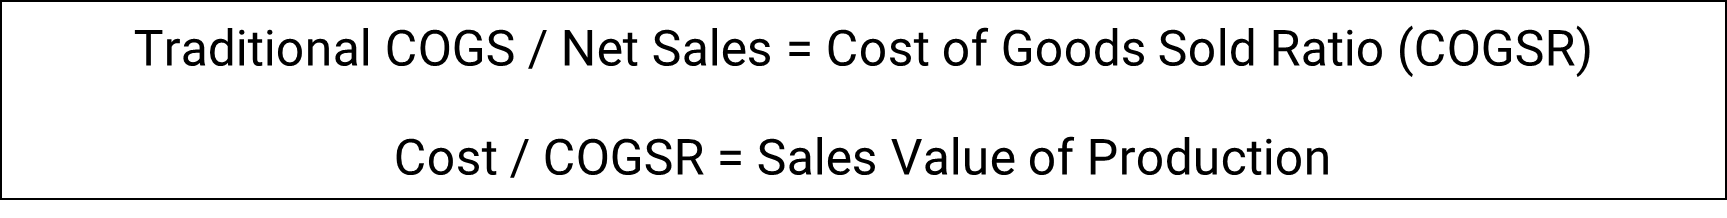 Traditional COGS / Net Sales = Cost of Goods Sold Ratio (COGSR)
Cost / COGSR = Sales Value of Production